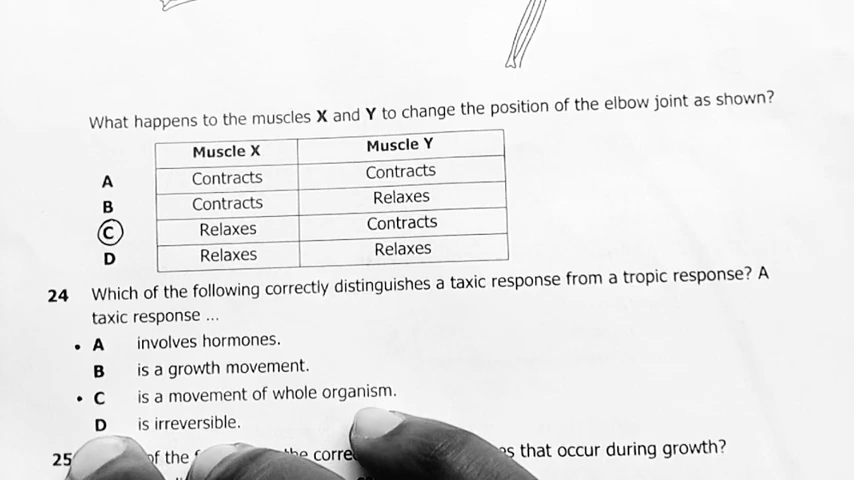 What happens to the muscles X and Y to change the position of the elbow joint as shown?
Muscle X Muscle Y
A Contracts Contracts
B Contracts Relaxes
C Relaxes Contracts
D Relaxes Relaxes
24 Which of the following correctly distinguishes a taxic response from a tropic response? A
taxic response ...
• A involves hormones.
B is a growth movement.
• C is a movement of whole organism.
D is irreversible.
25 of the that occur during growth?